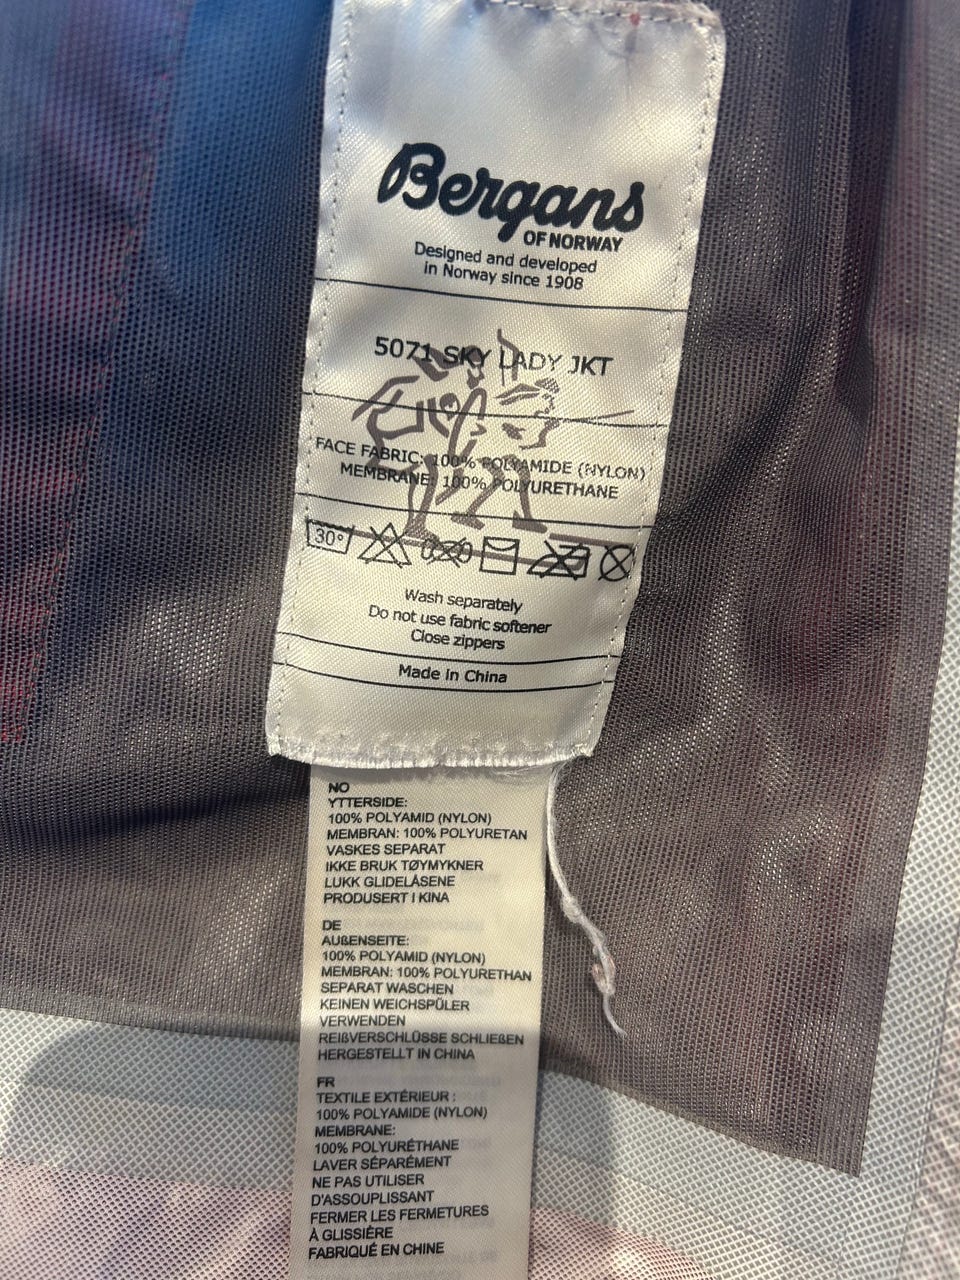 Bergans
OF NORWAY
Designed and developed
in Norway since 1908
5071 SKY LADY JKT
FACE FABRIC: 100% POLYAMIDE (NYLON)
MEMBRANE: 100% POLYURETHANE
30°
Wash separately
Do not use fabric softener
Close zippers
Made in China
NO
YTTERSIDE:
100% POLYAMID (NYLON)
MEMBRAN: 100% POLYURETAN
VASKES SEPARAT
IKKE BRUK TØYMYKNER
LUKK GLIDELÅSENE
PRODUSERT I KINA
DE
AUßENSEITE:
100% POLYAMID (NYLON)
MEMBRAN: 100% POLYURETHAN
SEPARAT WASCHEN
KEINEN WEICHSPÜLER
VERWENDEN
REIßVERSCHLÜSSE SCHLIEßEN
HERGESTELLT IN CHINA
FR
TEXTILE EXTÉRIEUR :
100% POLYAMIDE (NYLON)
MEMBRANE:
100% POLYURÉTHANE
LAVER SÉPARÉMENT
NE PAS UTILISER
D'ASSOUPLISSANT
FERMER LES FERMETURES
À GLISSIÈRE
FABRIQUÉ EN CHINE